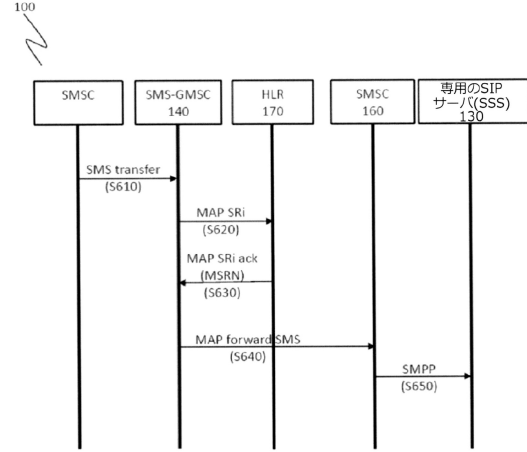 100
SMSC
SMS-GMSC
140
HLR
170
SMSC
160
専用のSIP
サーバ(SSS)
130
SMS transfer
(S610)
MAP SRi
(S620)
MAP SRi ack
(MSRN)
(S630)
MAP forward SMS
(S640)
SMPP
(S650)